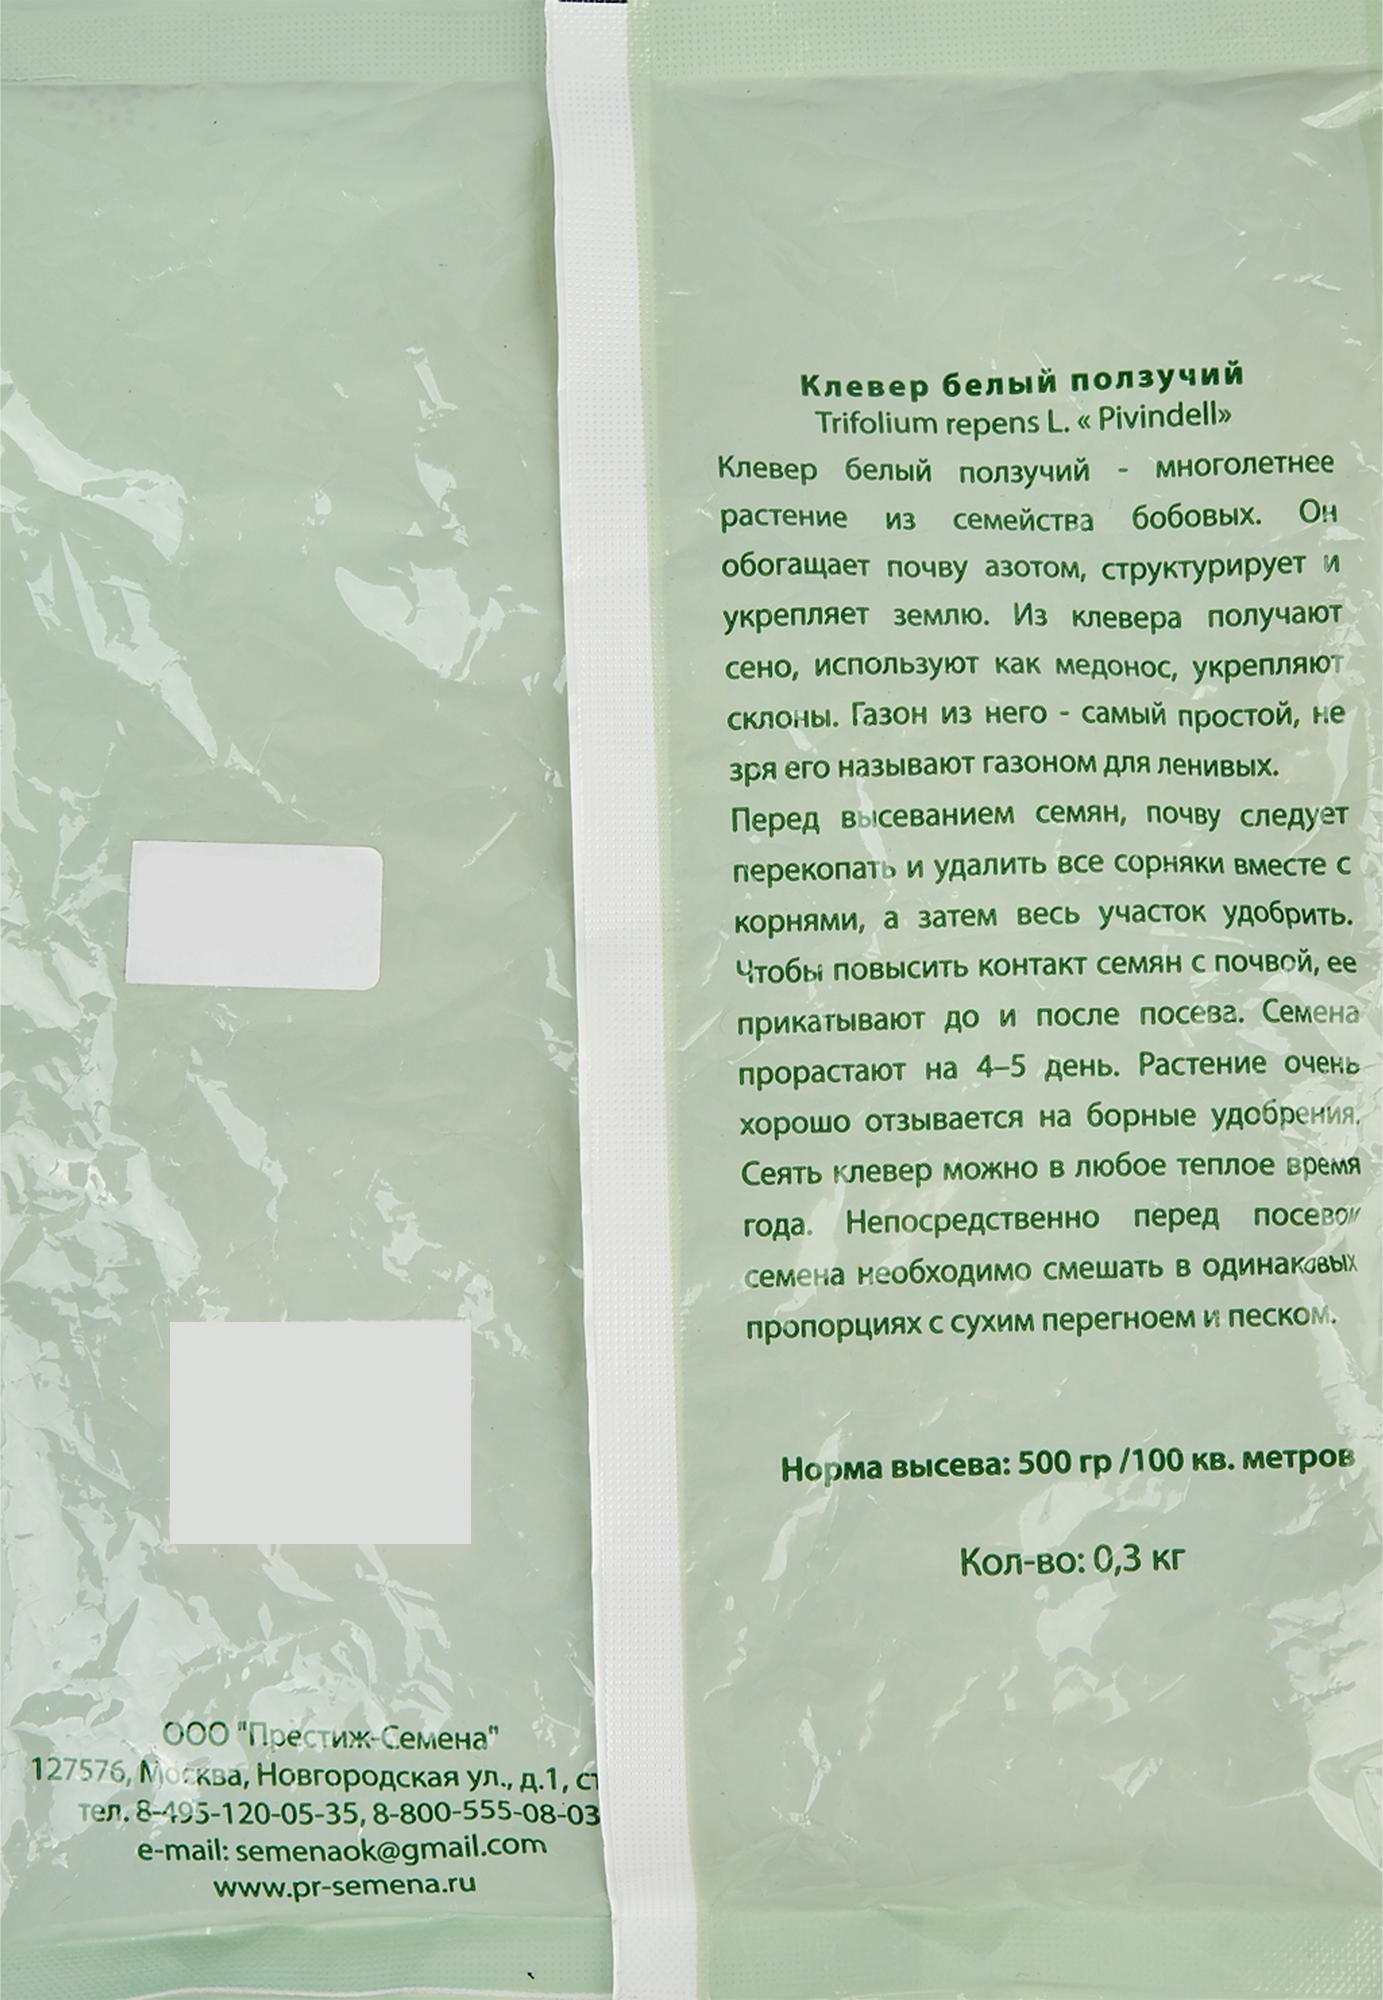 Клевер белый ползучий
Trifolium repens L. « Pivindell»
Клевер белый ползучий - многолетнее
растение из семейства бобовых. Он
обогащает почву азотом, структурирует и
укрепляет землю. Из клевера получают
сено, используют как медонос, укрепляют
склоны. Газон из него - самый простой, не
зря его называют газоном для ленивых.
Перед высеванием семян, почву следует
перекопать и удалить все сорняки вместе с
корнями, а затем весь участок удобрить.
Чтобы повысить контакт семян с почвой, ее
прикатывают до и после посева. Семена
прорастают на 4–5 день. Растение очень
хорошо отзывается на борные удобрения.
Сеять клевер можно в любое теплое время
года. Непосредственно перед посевом
семена необходимо смешать в одинаковых
пропорциях с сухим перегноем и песком.
Норма высева: 500 гр /100 кв. метров
Кол-во: 0,3 кг
ООО "Престиж-Семена"
127576, Москва, Новгородская ул., д.1,
тел. 8-495-120-05-35, 8-800-555-08-03
e-mail: semenaok@gmail.com
www.pr-semena.ru